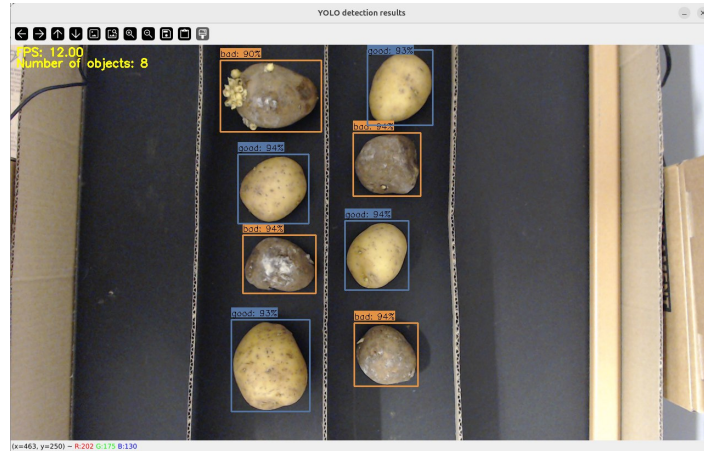 YOLO detection results
FPS: 12.00
Number of objects: 8
bad: 90%
good: 93%
bad: 94%
good: 94%
good: 94%
bad: 94%
good: 93%
bad: 94%
(x=463, y=250) ~ R:202 G:175 B:130